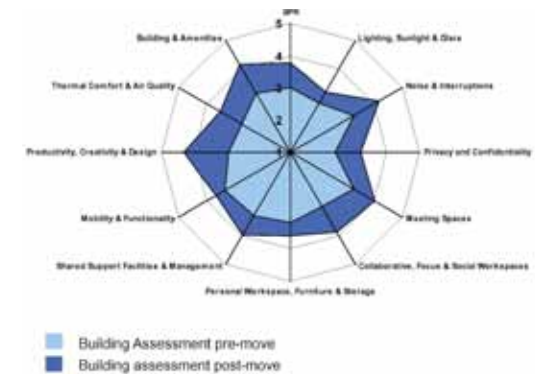 5
Building & Amenities
Lighting, Sunlight & Glare
4
Thermal Comfort & Air Quality
3
Noise & Interruptions
2
Productivity, Creativity & Design
1
Privacy and Confidentiality
Mobility & Functionality
Meeting Spaces
Shared Support Facilities & Management
Collaborative, Focus & Social Workspaces
Personal Workspace, Furniture & Storage
Building Assessment pre-move
Building assessment post-move